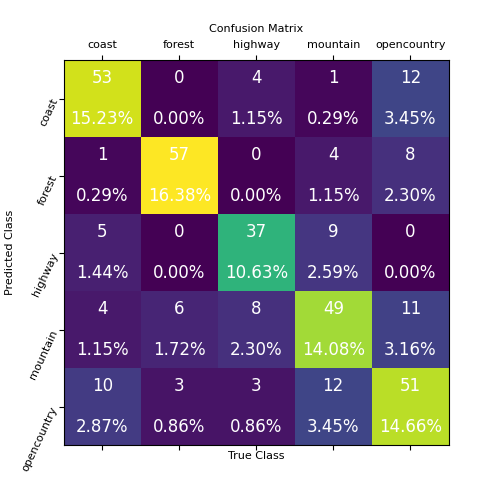 Confusion Matrix
coast forest highway mountain opencountry
coast 53 0 4 1 12
15.23% 0.00% 1.15% 0.29% 3.45%
forest 1 57 0 4 8
0.29% 16.38% 0.00% 1.15% 2.30%
highway 5 0 37 9 0
1.44% 0.00% 10.63% 2.59% 0.00%
mountain 4 6 8 49 11
1.15% 1.72% 2.30% 14.08% 3.16%
opencountry 10 3 3 12 51
2.87% 0.86% 0.86% 3.45% 14.66%
True Class
Predicted Class